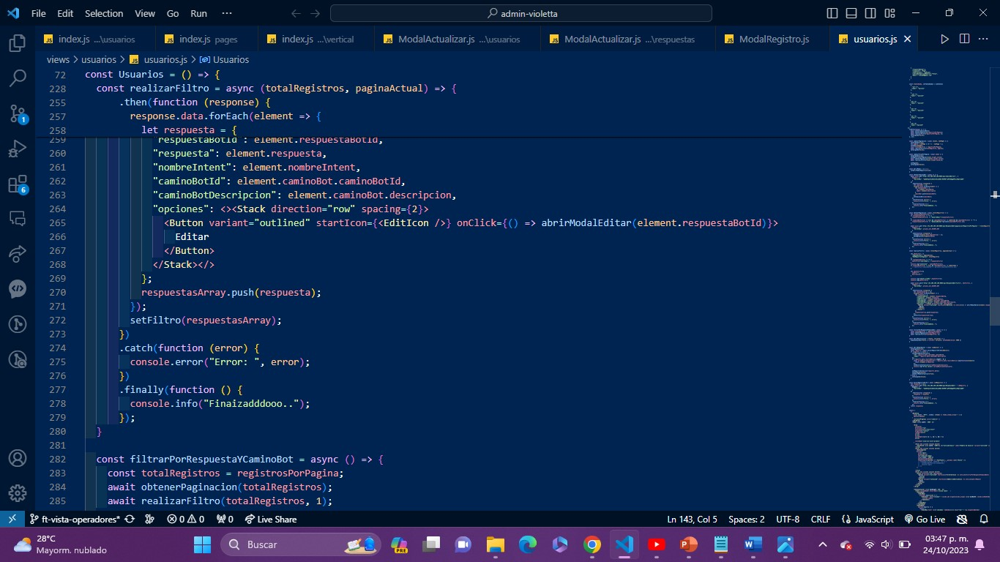 File Edit Selection View Go Run ··· admin-violetta
index.js ...\usuarios index.js pages index.js ...\vertical ModalActualizar.js ...\usuarios ModalActualizar.js ...\respuestas ModalRegistro.js usuarios.js
views > usuarios > usuarios.js > Usuarios
72 const Usuarios = () => {
228 const realizarFiltro = async (totalRegistros, paginaActual) => {
255 .then(function (response) {
257 response.data.forEach(element => {
258 let respuesta = {
259 "respuestaBotId": element.respuestaBotId,
260 "respuesta": element.respuesta,
261 "nombreIntent": element.nombreIntent,
262 "caminoBotId": element.caminoBot.caminoBotId,
263 "caminoBotDescripcion": element.caminoBot.descripcion,
264 "opciones": <><Stack direction="row" spacing={2}>
265 <Button variant="outlined" startIcon={<EditIcon />} onClick={() => abrirModalEditar(element.respuestaBotId)}>
266 Editar
267 </Button>
268 </Stack></>
269 };
270 respuestasArray.push(respuesta);
271 });
272 setFiltro(respuestasArray);
273 })
274 .catch(function (error) {
275 console.error("Error: ", error);
276 })
277 .finally(function () {
278 console.info("Finaizadddooo..");
279 });
280 }
281
282 const filtrarPorRespuestaYCaminoBot = async () => {
283 const totalRegistros = registrosPorPagina;
284 await obtenerPaginacion(totalRegistros);
285 await realizarFiltro(totalRegistros, 1);
1
6
ft-vista-operadores* 0 0 0 Live Share Ln 143, Col 5 Spaces: 2 UTF-8 CRLF {} JavaScript Go Live
28°C
Mayorm. nublado
Buscar
PRE
03:47 p. m.
24/10/2023